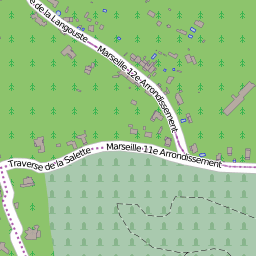 de la Langouste
Marseille 12e Arrondissement
Traverse de la Salette
Marseille 11e Arrondissement